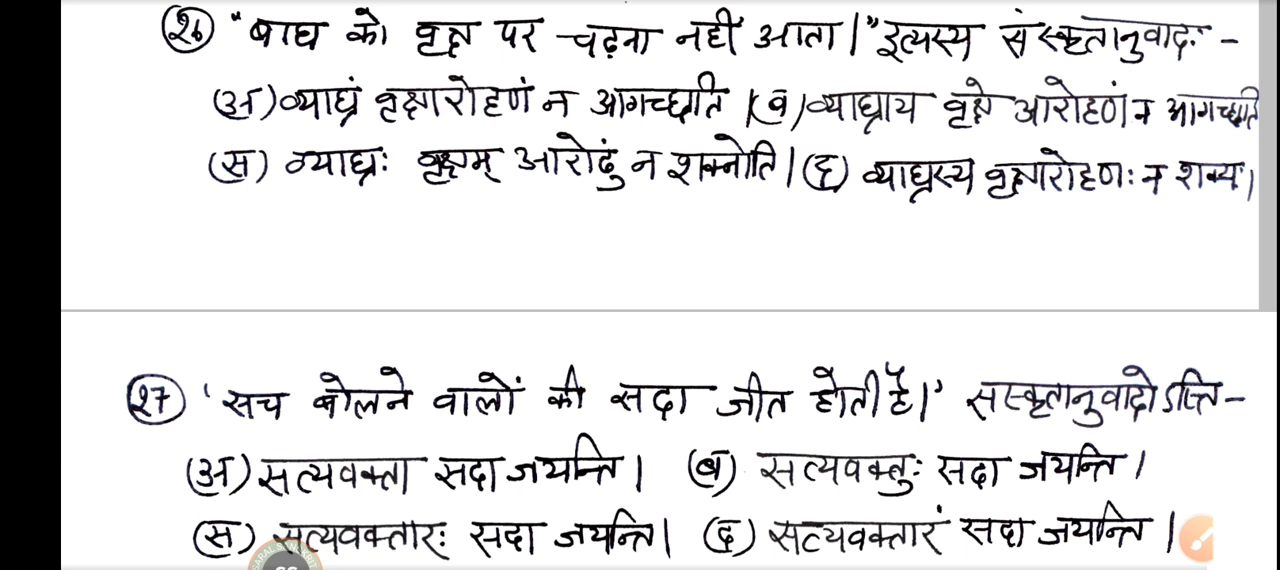 (26) "बाघ को वृक्ष पर चढ़ना नहीं आता।" इत्यस्य संस्कृतानुवादः -
(अ) व्याघ्रं वृक्षारोहणं न आगच्छति। (ब) व्याघ्राय वृक्षे आरोहणं न आगच्छति
(स) व्याघ्रः वृक्षम् आरोढुं न शक्नोति। (द) व्याघ्रस्य वृक्षारोहणः न शक्यः।
(27) 'सच बोलने वालों की सदा जीत होती है।' संस्कृतानुवादोऽस्ति -
(अ) सत्यवक्ता सदा जयन्ति। (ब) सत्यवक्तुः सदा जयन्ति।
(स) सत्यवक्तारः सदा जयन्ति। (द) सत्यवक्तारं सदा जयन्ति।